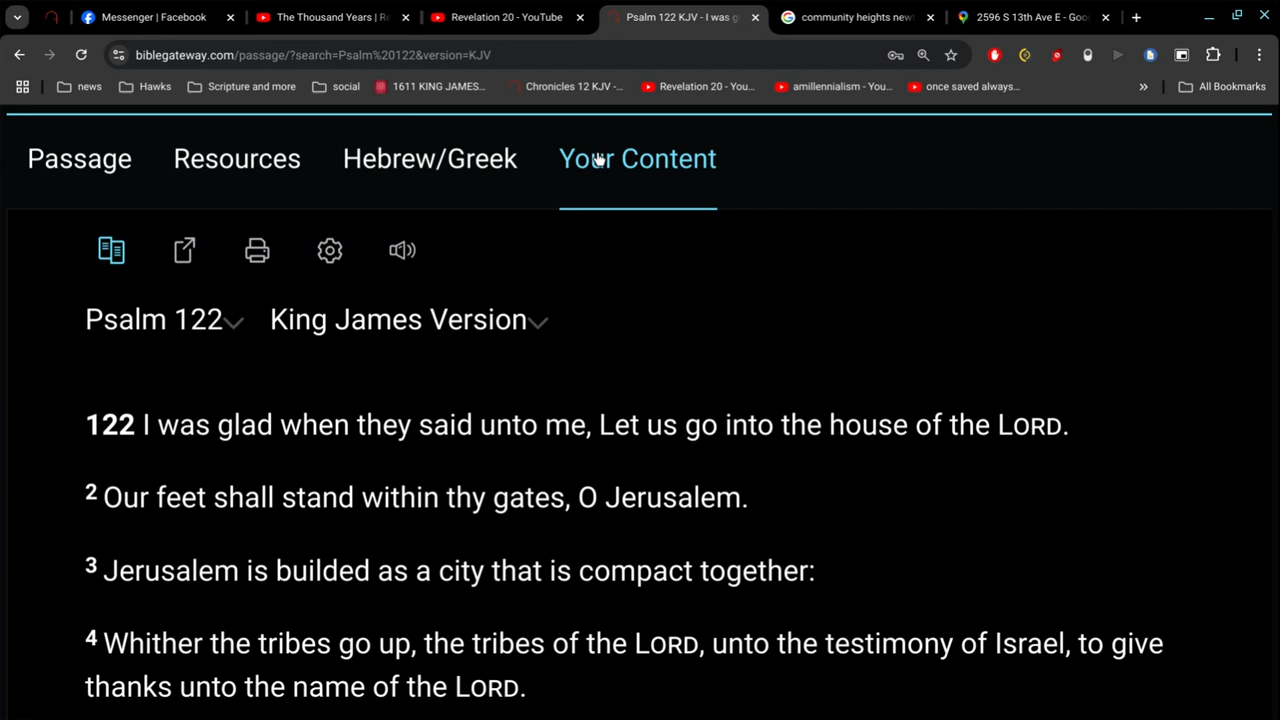 Messenger | Facebook
The Thousand Years | Re
Revelation 20 - YouTube
Psalm 122 KJV - I was g
community heights newt
2596 S 13th Ave E - Goo
biblegateway.com/passage/?search=Psalm%20122&version=KJV
news
Hawks
Scripture and more
social
1611 KING JAMES...
Chronicles 12 KJV -...
Revelation 20 - You...
amillennialism - You...
once saved always...
All Bookmarks
Passage
Resources
Hebrew/Greek
Your Content
Psalm 122
King James Version
122 I was glad when they said unto me, Let us go into the house of the LORD.
2 Our feet shall stand within thy gates, O Jerusalem.
3 Jerusalem is builded as a city that is compact together:
4 Whither the tribes go up, the tribes of the LORD, unto the testimony of Israel, to give
thanks unto the name of the LORD.